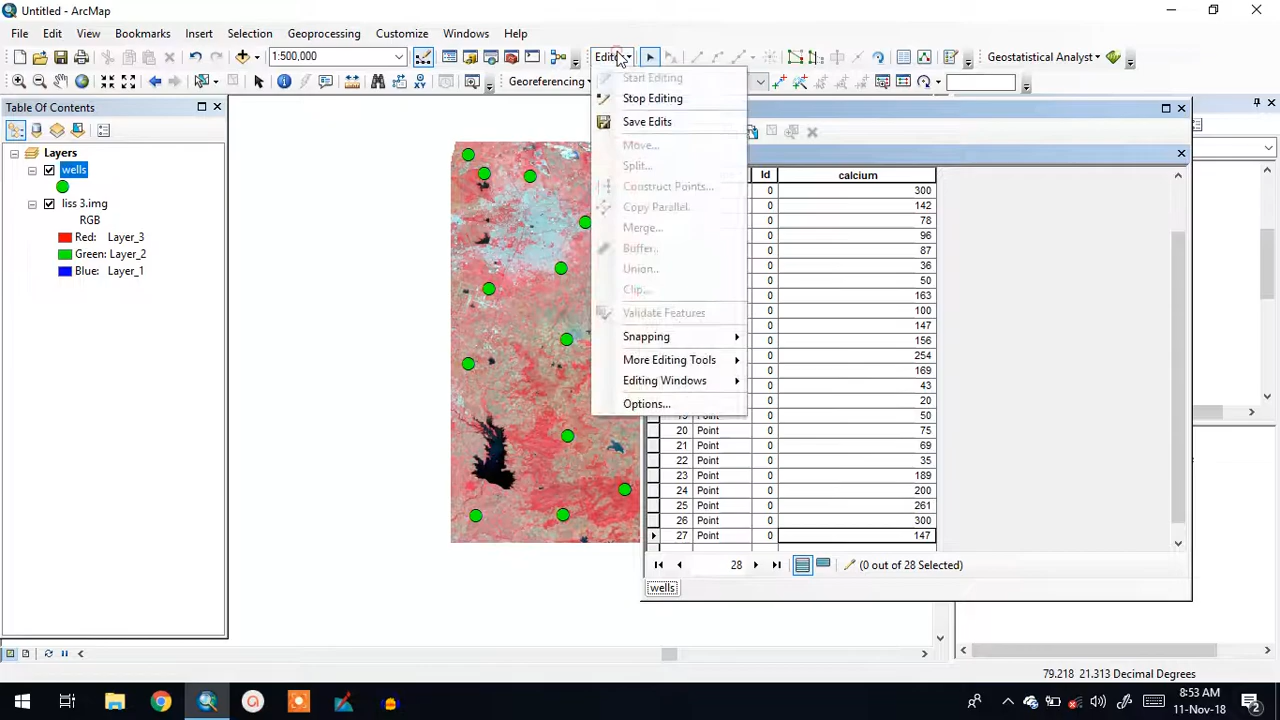 Untitled - ArcMap
File Edit View Bookmarks Insert Selection Geoprocessing Customize Windows Help
1:500,000 Editor Geostatistical Analyst
Georeferencing
Table Of Contents
Layers
wells
liss 3.img
RGB
Red: Layer_3
Green: Layer_2
Blue: Layer_1
Start Editing
Stop Editing
Save Edits
Move...
Split...
Construct Points...
Copy Parallel...
Merge...
Buffer...
Union...
Clip...
Validate Features
Snapping
More Editing Tools
Editing Windows
Options...
Id calcium
0 300
0 142
0 78
0 96
0 87
0 36
0 50
0 163
0 100
0 147
0 156
0 254
0 169
0 43
0 20
19 Point 0 50
20 Point 0 75
21 Point 0 69
22 Point 0 35
23 Point 0 189
24 Point 0 200
25 Point 0 261
26 Point 0 300
27 Point 0 147
28 (0 out of 28 Selected)
wells
79.218 21.313 Decimal Degrees
8:53 AM
11-Nov-18
2